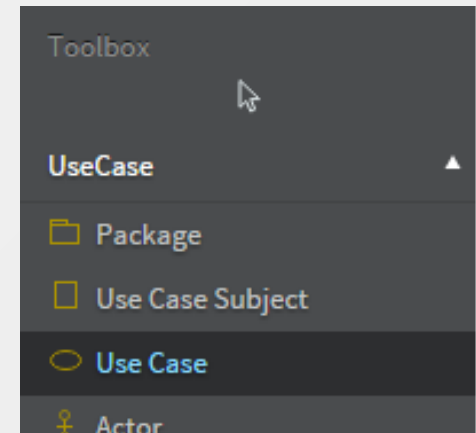 Toolbox
UseCase
Package
Use Case Subject
Use Case
Actor